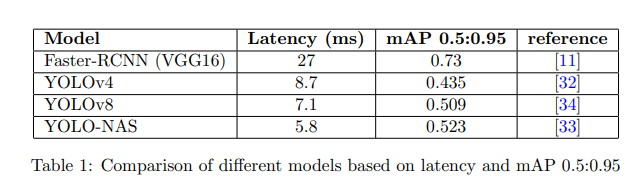 Model Latency (ms) mAP 0.5:0.95 reference
Faster-RCNN (VGG16) 27 0.73 [11]
YOLOv4 8.7 0.435 [32]
YOLOv8 7.1 0.509 [34]
YOLO-NAS 5.8 0.523 [33]
Table 1: Comparison of different models based on latency and mAP 0.5:0.95